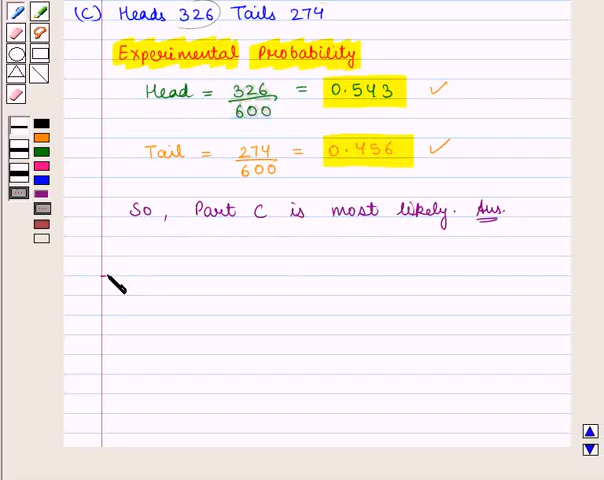 (C) Heads 326 Tails 274
Experimental Probability
Head = 326/600 = 0.543 ✓
Tail = 274/600 = 0.456 ✓
So, Part C is most likely. Ans.